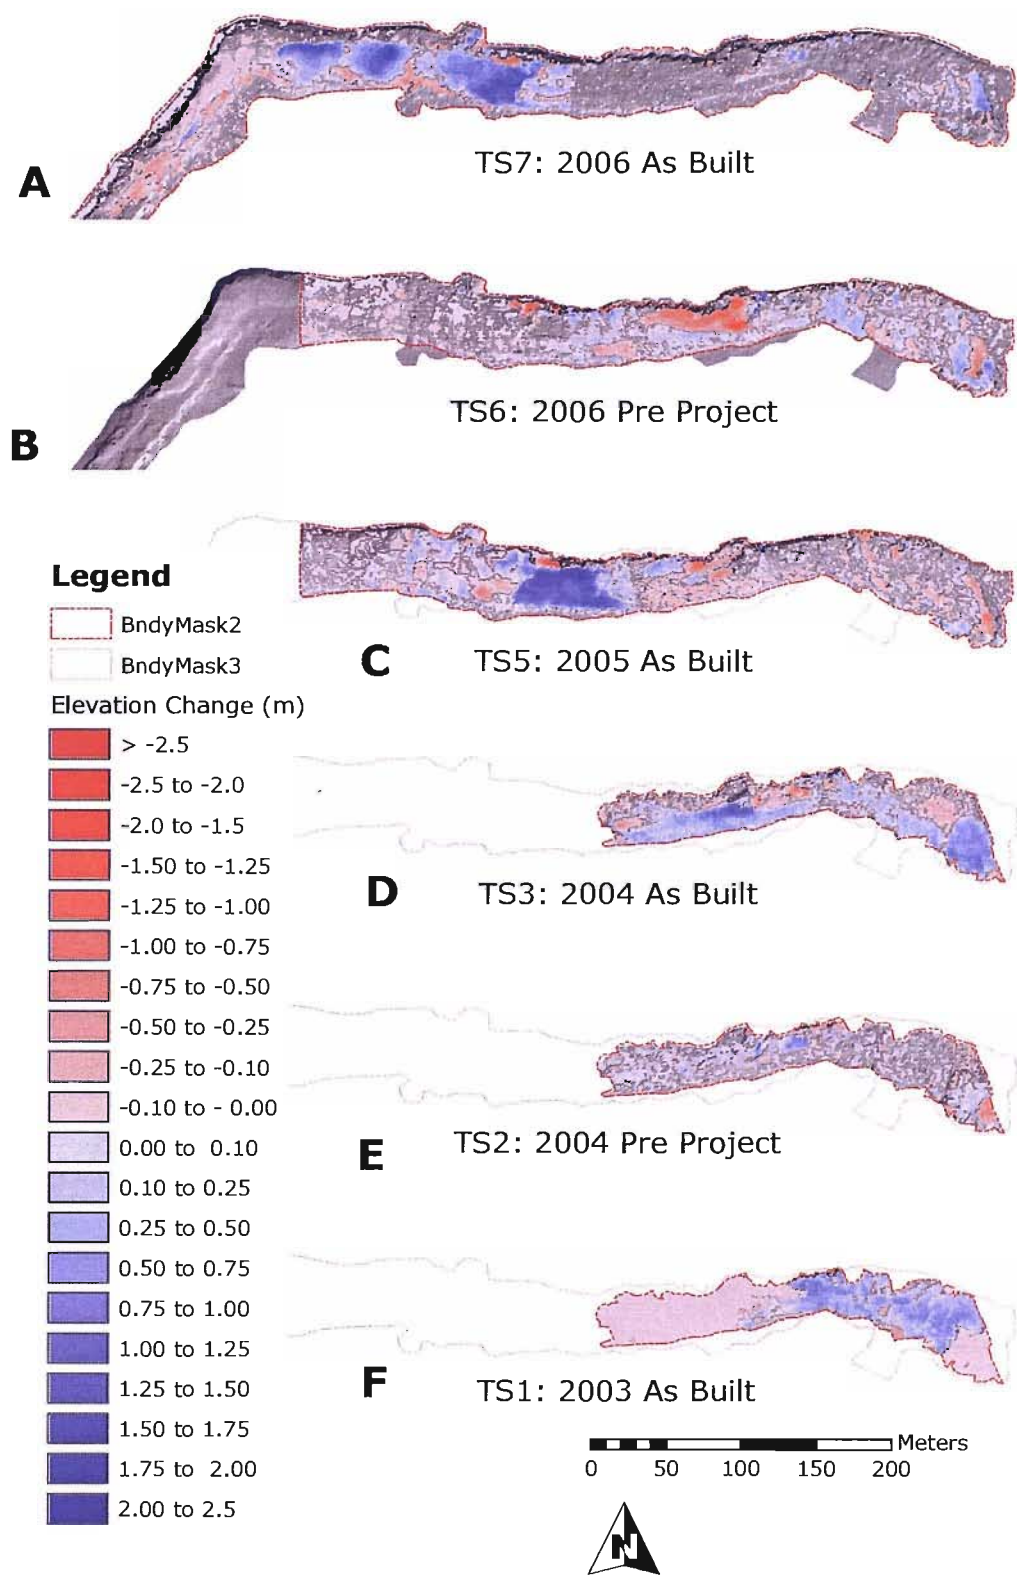 A
TS7: 2006 As Built
B
TS6: 2006 Pre Project
C
TS5: 2005 As Built
Legend
BndyMask2
BndyMask3
Elevation Change (m)
> -2.5
-2.5 to -2.0
-2.0 to -1.5
-1.50 to -1.25
-1.25 to -1.00
-1.00 to -0.75
-0.75 to -0.50
-0.50 to -0.25
-0.25 to -0.10
-0.10 to - 0.00
0.00 to 0.10
0.10 to 0.25
0.25 to 0.50
0.50 to 0.75
0.75 to 1.00
1.00 to 1.25
1.25 to 1.50
1.50 to 1.75
1.75 to 2.00
2.00 to 2.5
D
TS3: 2004 As Built
E
TS2: 2004 Pre Project
F
TS1: 2003 As Built
Meters
0 50 100 150 200
N